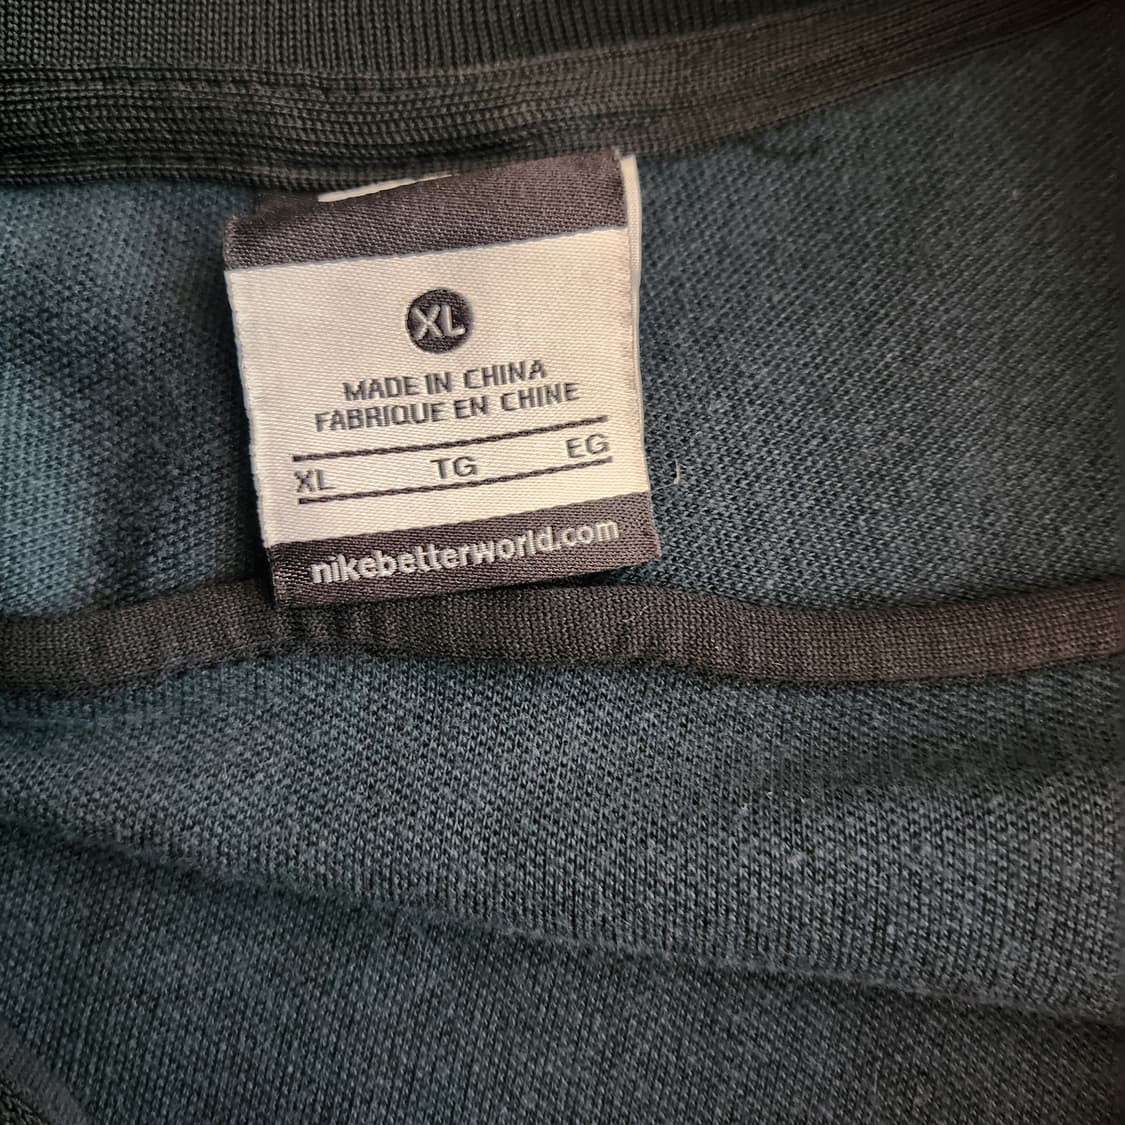 XL
MADE IN CHINA
FABRIQUE EN CHINE
XL TG EG
nikebetterworld.com